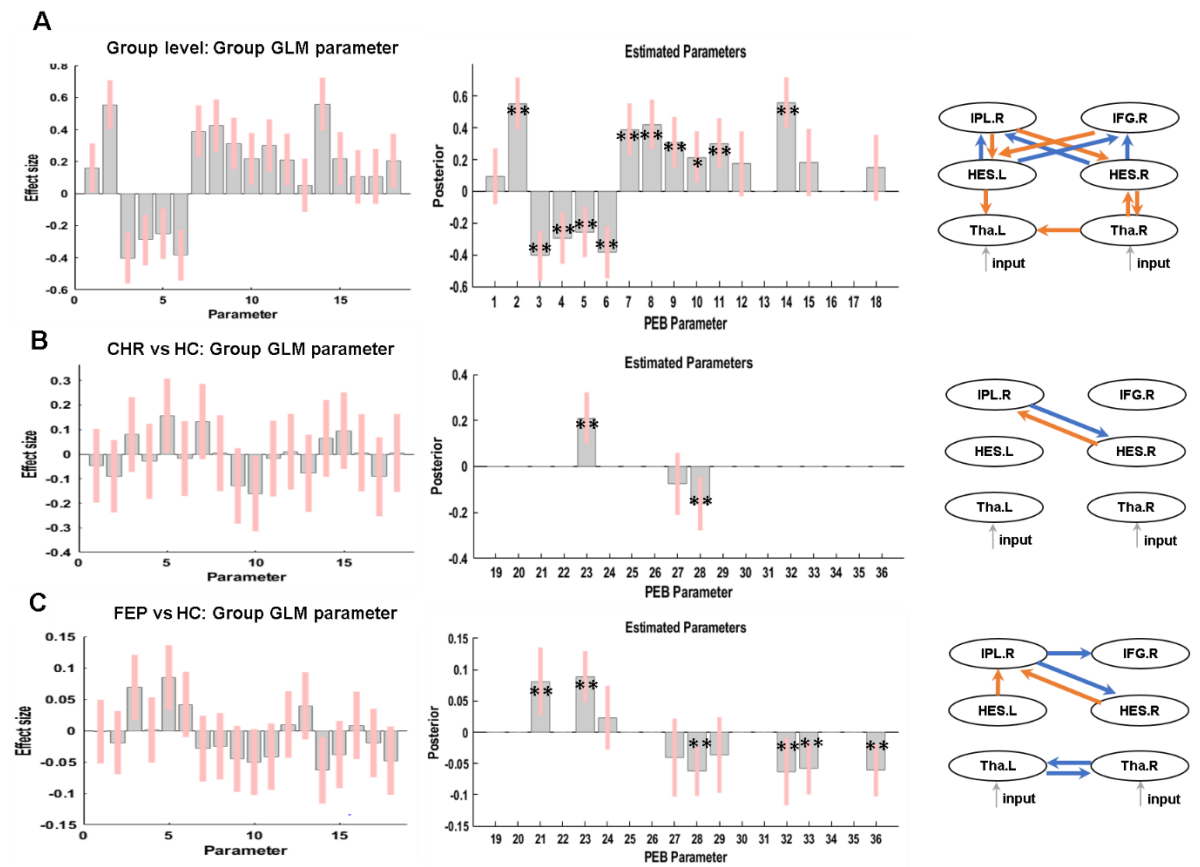 A
Group level: Group GLM parameter
Effect size
0.8
0.6
0.4
0.2
0
-0.2
-0.4
-0.6
0 5 10 15
Parameter
Estimated Parameters
Posterior
0.6
0.4
0.2
0
-0.2
-0.4
-0.6
** ** ** ** ** ** ** ** * ** **
1 2 3 4 5 6 7 8 9 10 11 12 13 14 15 16 17 18
PEB Parameter
IPL.R IFG.R
HES.L HES.R
Tha.L Tha.R
input input
B
CHR vs HC: Group GLM parameter
Effect size
0.3
0.2
0.1
0
-0.1
-0.2
-0.3
-0.4
0 5 10 15
Parameter
Estimated Parameters
Posterior
0.4
0.2
0
-0.2
-0.4
** **
19 20 21 22 23 24 25 26 27 28 29 30 31 32 33 34 35 36
PEB Parameter
IPL.R IFG.R
HES.L HES.R
Tha.L Tha.R
input input
C
FEP vs HC: Group GLM parameter
Effect size
0.15
0.1
0.05
0
-0.05
-0.1
-0.15
0 5 10 15
Parameter
Estimated Parameters
Posterior
0.15
0.10
0.05
0
-0.05
-0.1
-0.15
** ** ** ** ** **
19 20 21 22 23 24 25 26 27 28 29 30 31 32 33 34 35 36
PEB Parameter
IPL.R IFG.R
HES.L HES.R
Tha.L Tha.R
input input